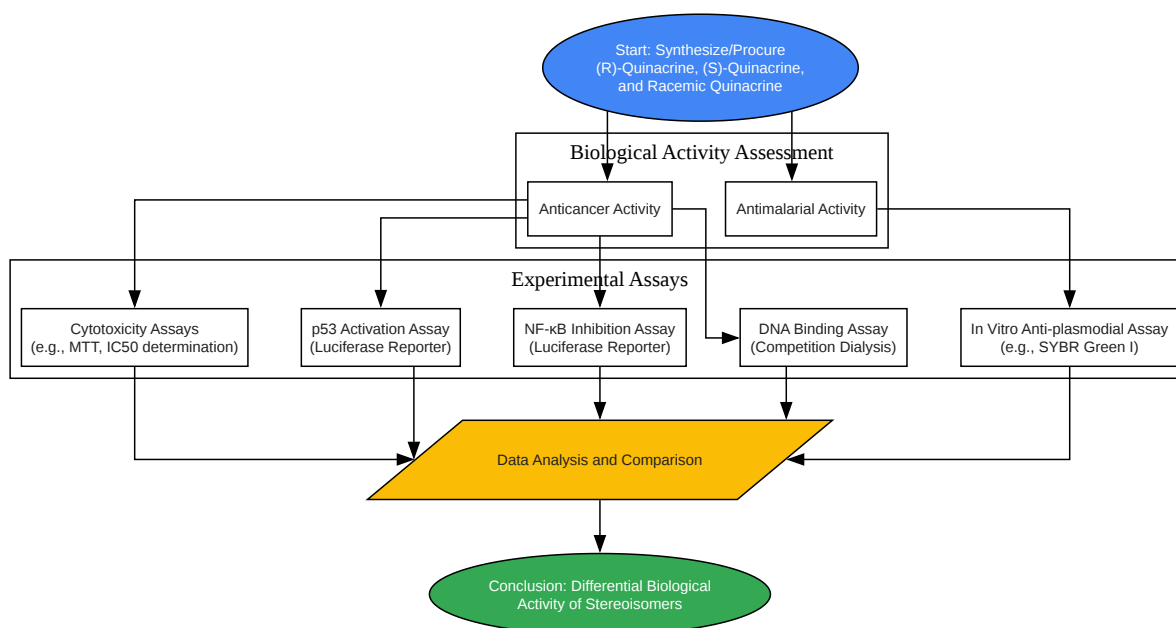 Start: Synthesize/Procure
(R)-Quinacrine, (S)-Quinacrine,
and Racemic Quinacrine
Biological Activity Assessment
Anticancer Activity
Antimalarial Activity
Experimental Assays
Cytotoxicity Assays
(e.g., MTT, IC50 determination)
p53 Activation Assay
(Luciferase Reporter)
NF-κB Inhibition Assay
(Luciferase Reporter)
DNA Binding Assay
(Competition Dialysis)
In Vitro Anti-plasmodial Assay
(e.g., SYBR Green I)
Data Analysis and Comparison
Conclusion: Differential Biological
Activity of Stereoisomers